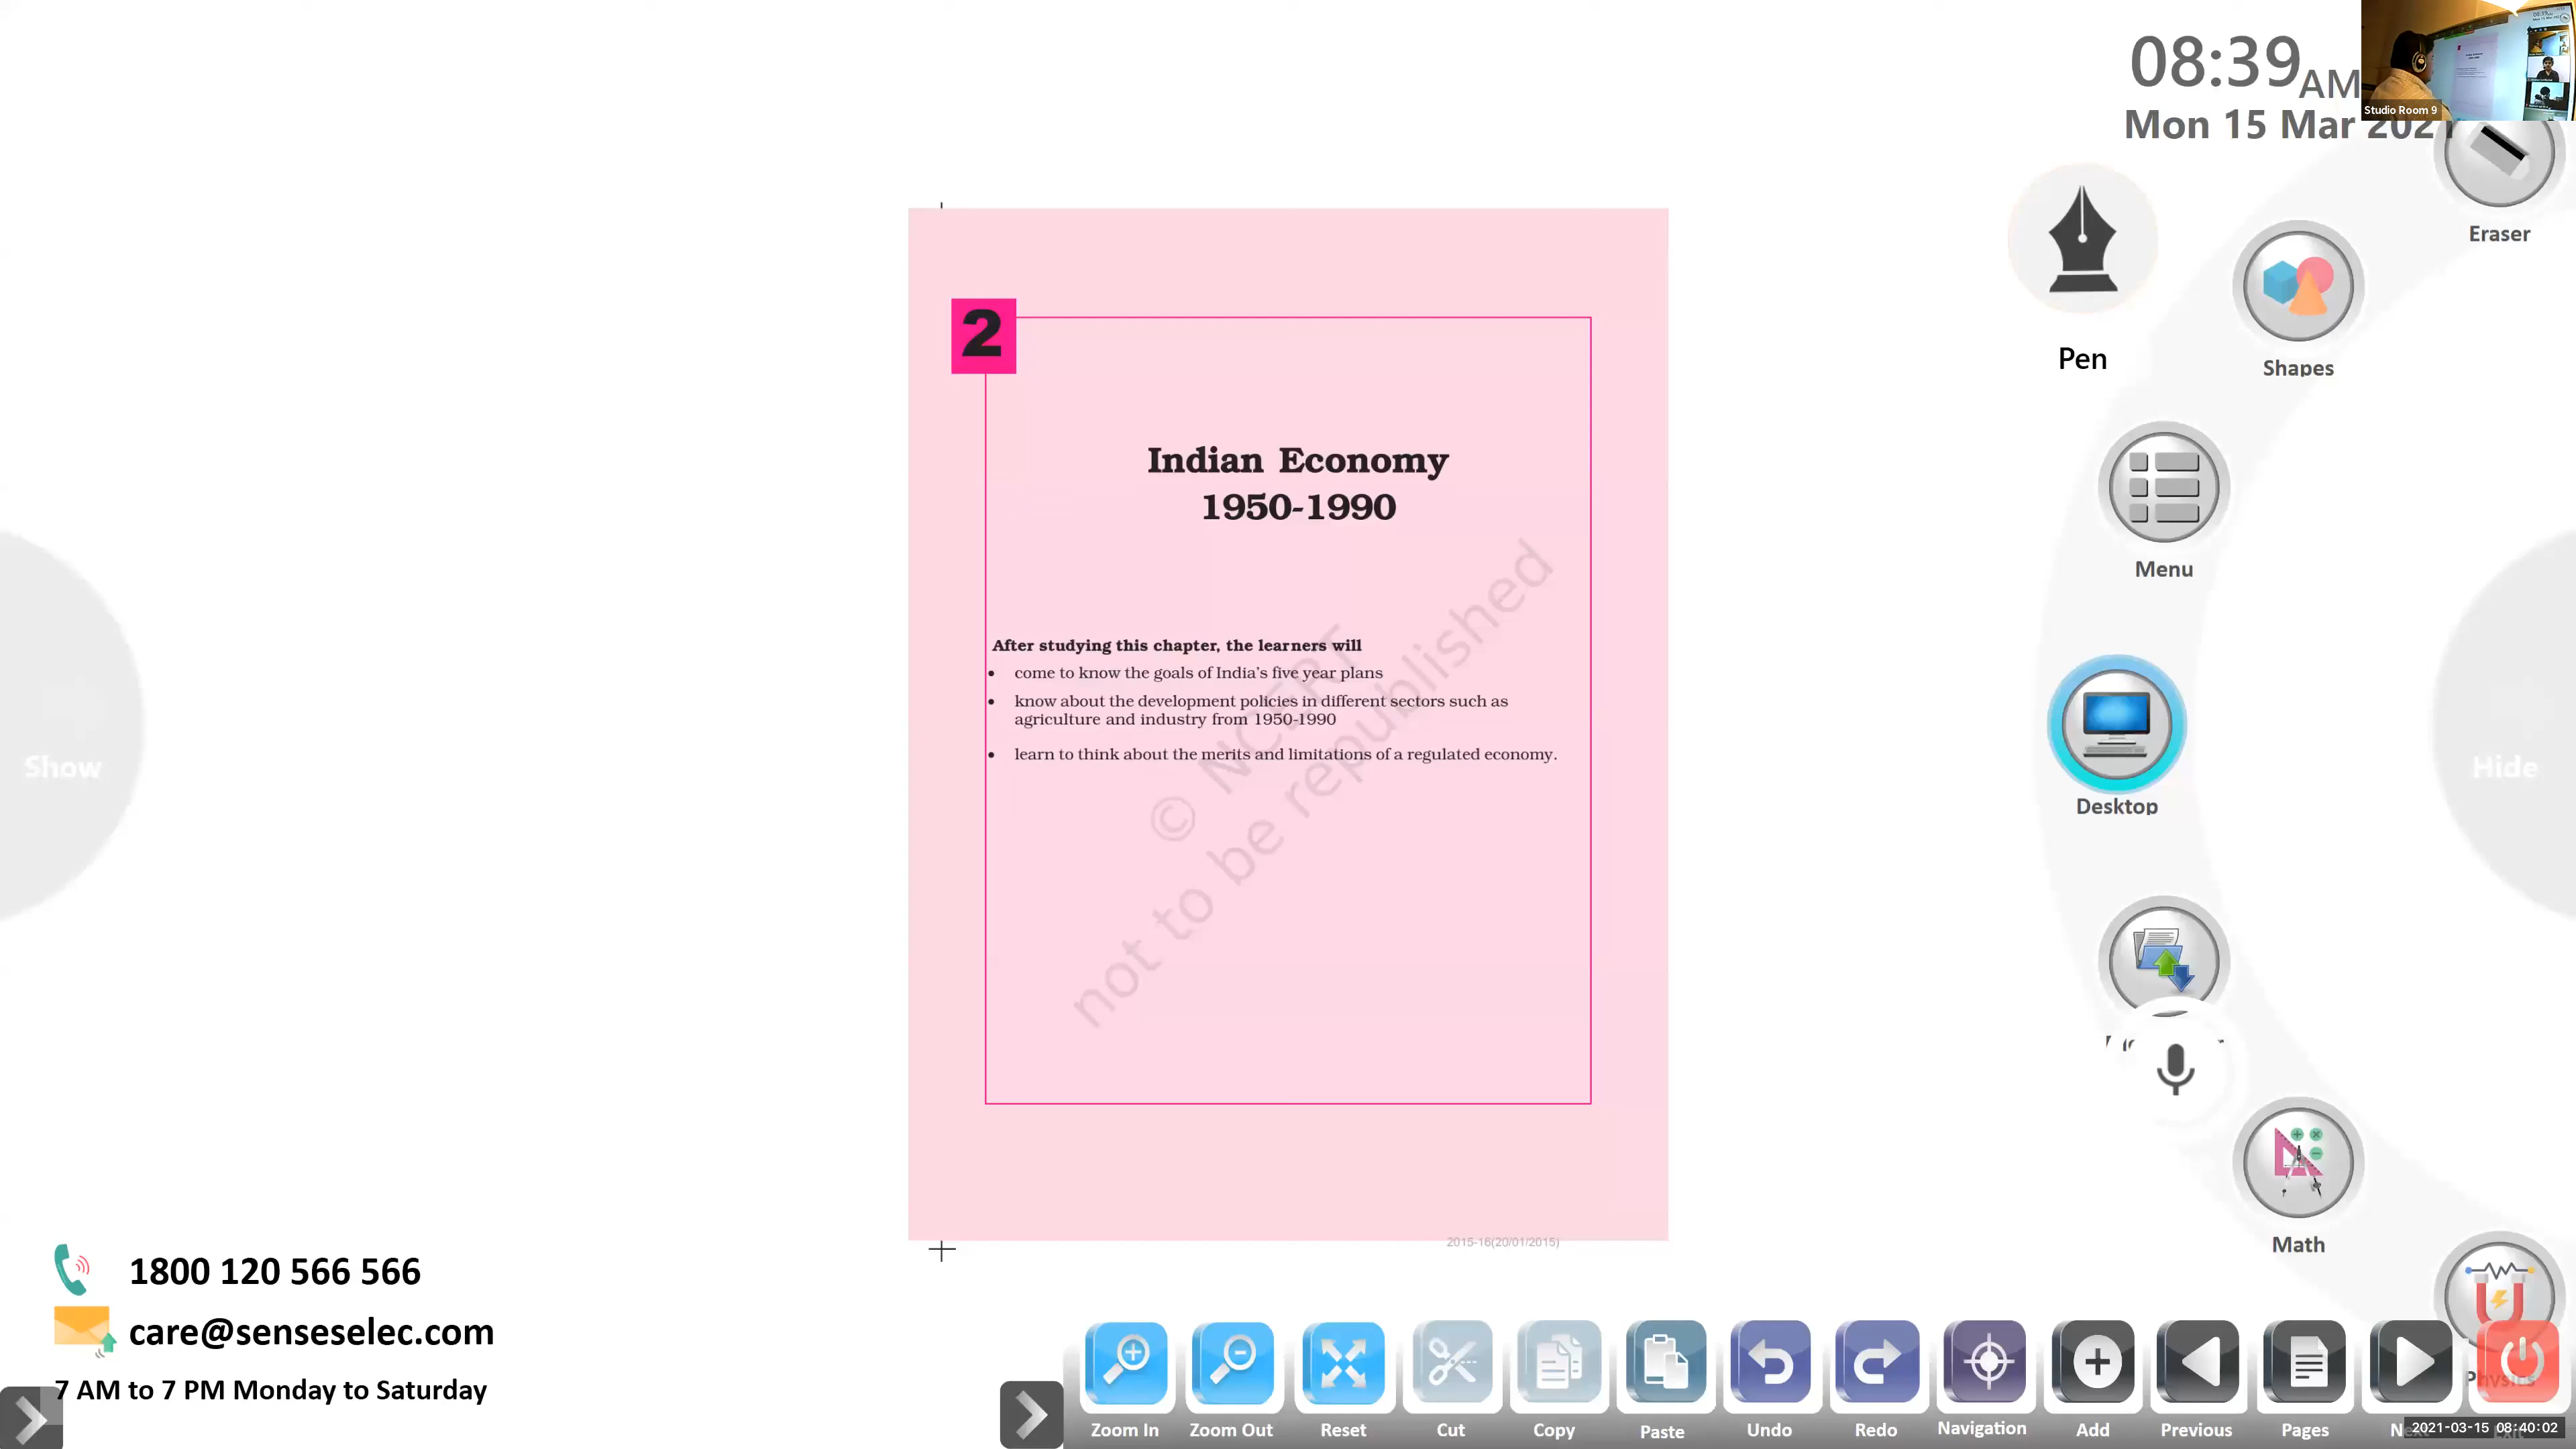 08:39 AM
Mon 15 Mar 2021
Studio Room 9
Eraser
Pen
Shapes
Menu
Show
Hide
Desktop
Math
2
Indian Economy
1950-1990
After studying this chapter, the learners will
• come to know the goals of India's five year plans
• know about the development policies in different sectors such as
agriculture and industry from 1950-1990
• learn to think about the merits and limitations of a regulated economy.
© NCERT
not to be republished
2015-16(20/01/2015)
1800 120 566 566
care@senseselec.com
7 AM to 7 PM Monday to Saturday
Physics
Zoom In
Zoom Out
Reset
Cut
Copy
Paste
Undo
Redo
Navigation
Add
Previous
Pages
2021-03-15 08:40:02